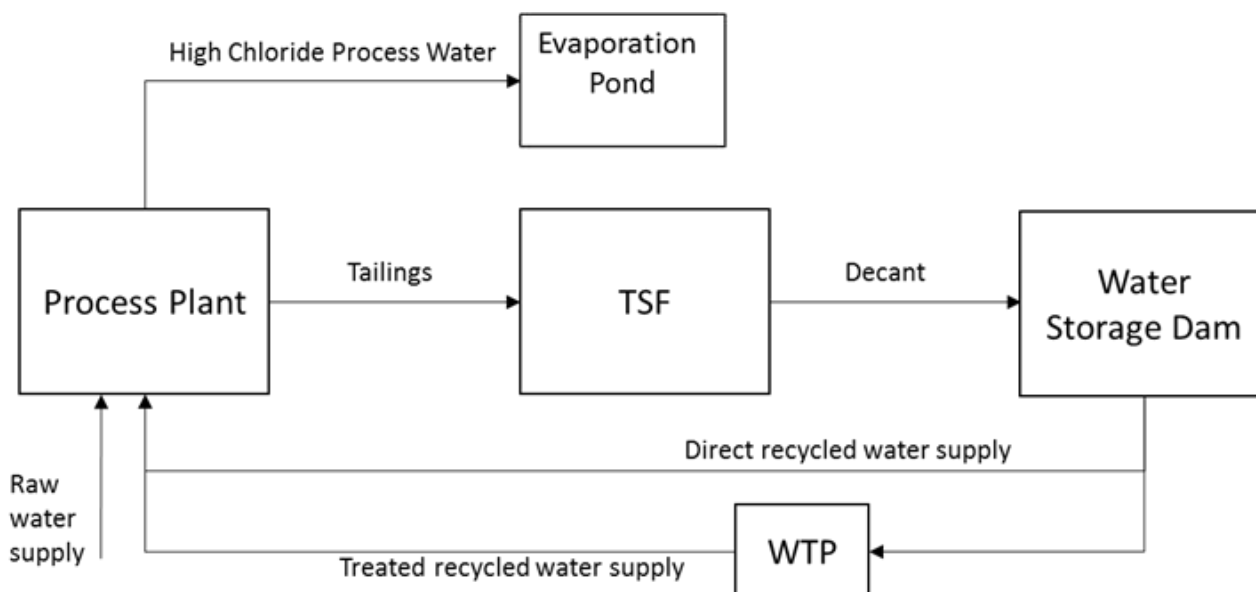 High Chloride Process Water
Evaporation
Pond
Process Plant
Tailings
TSF
Decant
Water
Storage Dam
Direct recycled water supply
Raw
water
supply
WTP
Treated recycled water supply